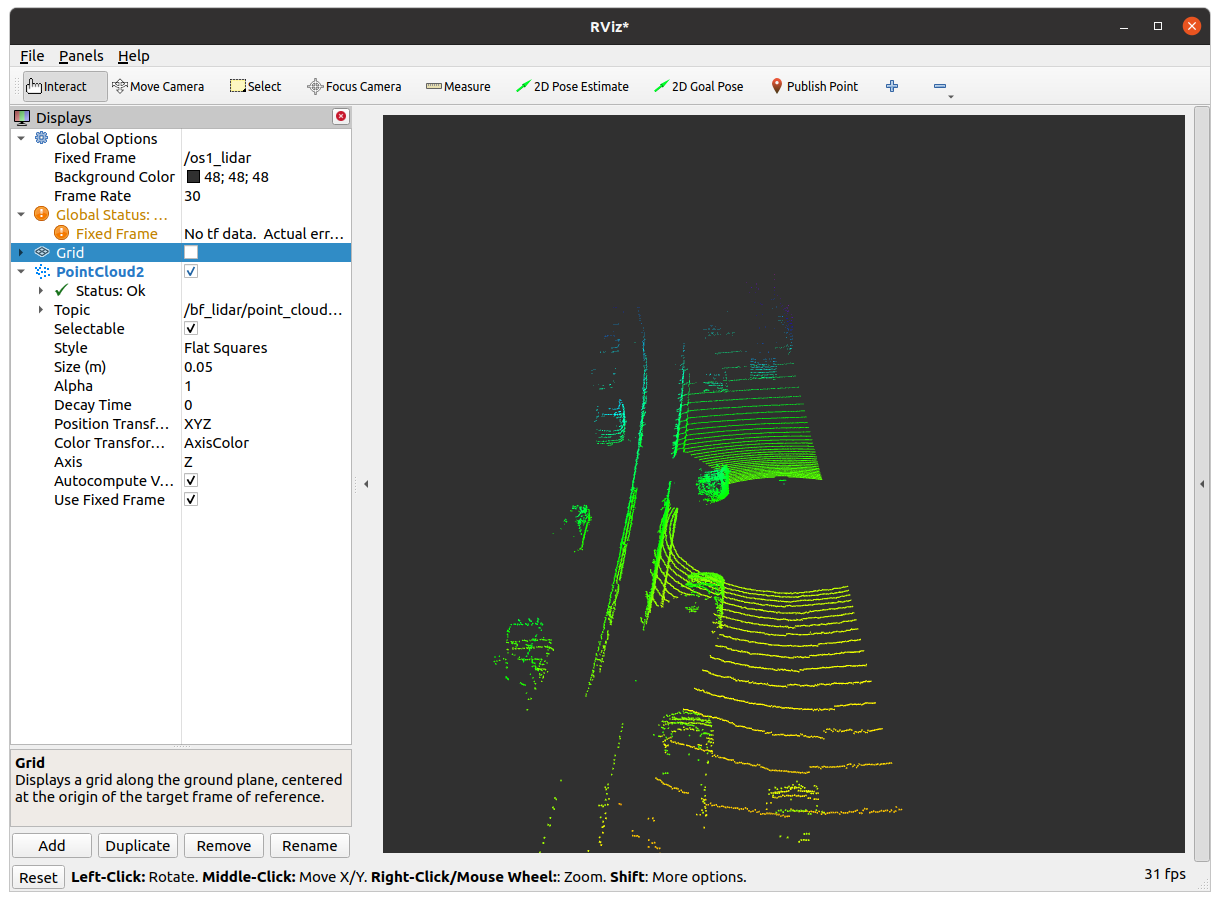 RViz*
File Panels Help
Interact Move Camera Select Focus Camera Measure 2D Pose Estimate 2D Goal Pose Publish Point
Displays
Global Options
Fixed Frame /os1_lidar
Background Color 48; 48; 48
Frame Rate 30
Global Status: ...
Fixed Frame No tf data. Actual err...
Grid
PointCloud2
Status: Ok
Topic /bf_lidar/point_cloud...
Selectable
Style Flat Squares
Size (m) 0.05
Alpha 1
Decay Time 0
Position Transf... XYZ
Color Transfor... AxisColor
Axis Z
Autocompute V...
Use Fixed Frame
Grid
Displays a grid along the ground plane, centered
at the origin of the target frame of reference.
Add Duplicate Remove Rename
Reset Left-Click: Rotate. Middle-Click: Move X/Y. Right-Click/Mouse Wheel:: Zoom. Shift: More options. 31 fps